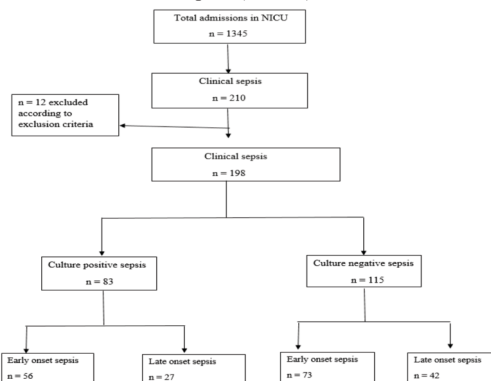 Total admissions in NICU
n = 1345
Clinical sepsis
n = 210
n = 12 excluded
according to
exclusion criteria
Clinical sepsis
n = 198
Culture positive sepsis
n = 83
Culture negative sepsis
n = 115
Early onset sepsis
n = 56
Late onset sepsis
n = 27
Early onset sepsis
n = 73
Late onset sepsis
n = 42